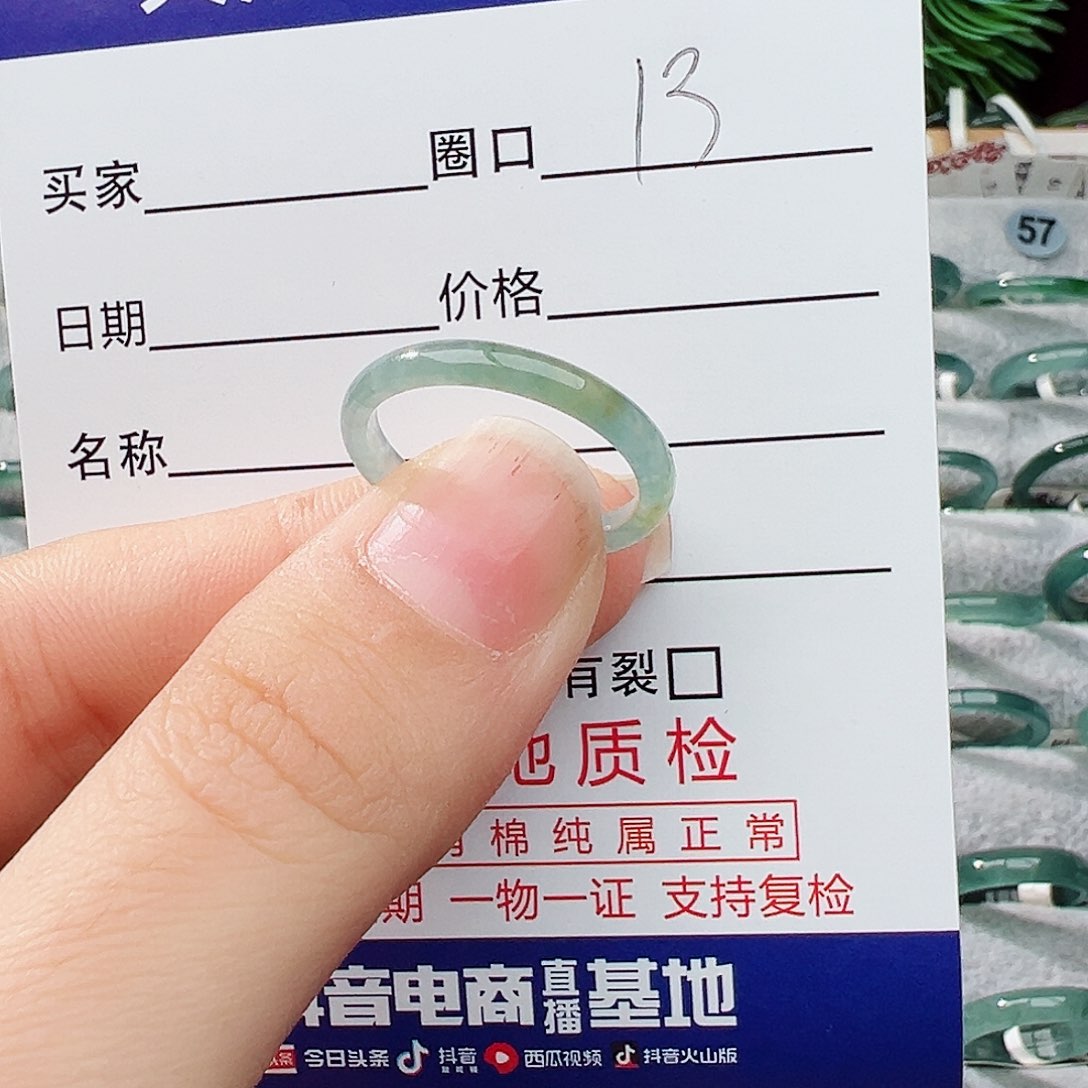 买家 圈口 13
日期 价格
名称
57
有裂
质检
棉纯属正常
期 一物一证 支持复检
音电商直播基地
今日头条 抖音 西瓜视频 抖音火山版